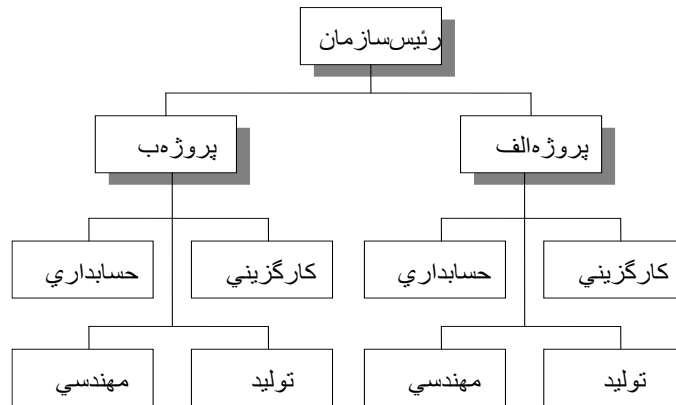 رئيس‌سازمان
پروژه‌الف
پروژه‌ب
كارگزيني
حسابداري
كارگزيني
حسابداري
توليد
مهندسي
توليد
مهندسي